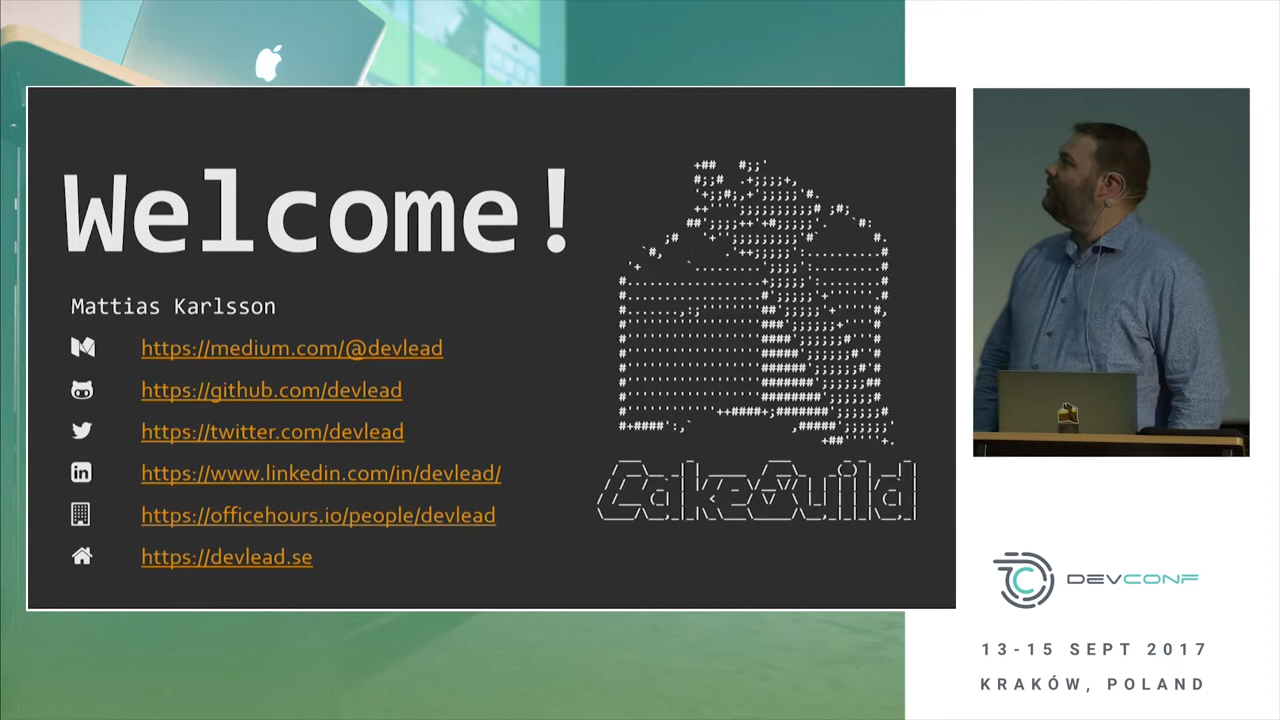 Welcome!
Mattias Karlsson
https://medium.com/@devlead
https://github.com/devlead
https://twitter.com/devlead
https://www.linkedin.com/in/devlead/
https://officehours.io/people/devlead
https://devlead.se
CakeBuild
DEVCONF
13-15 SEPT 2017
KRAKÓW, POLAND